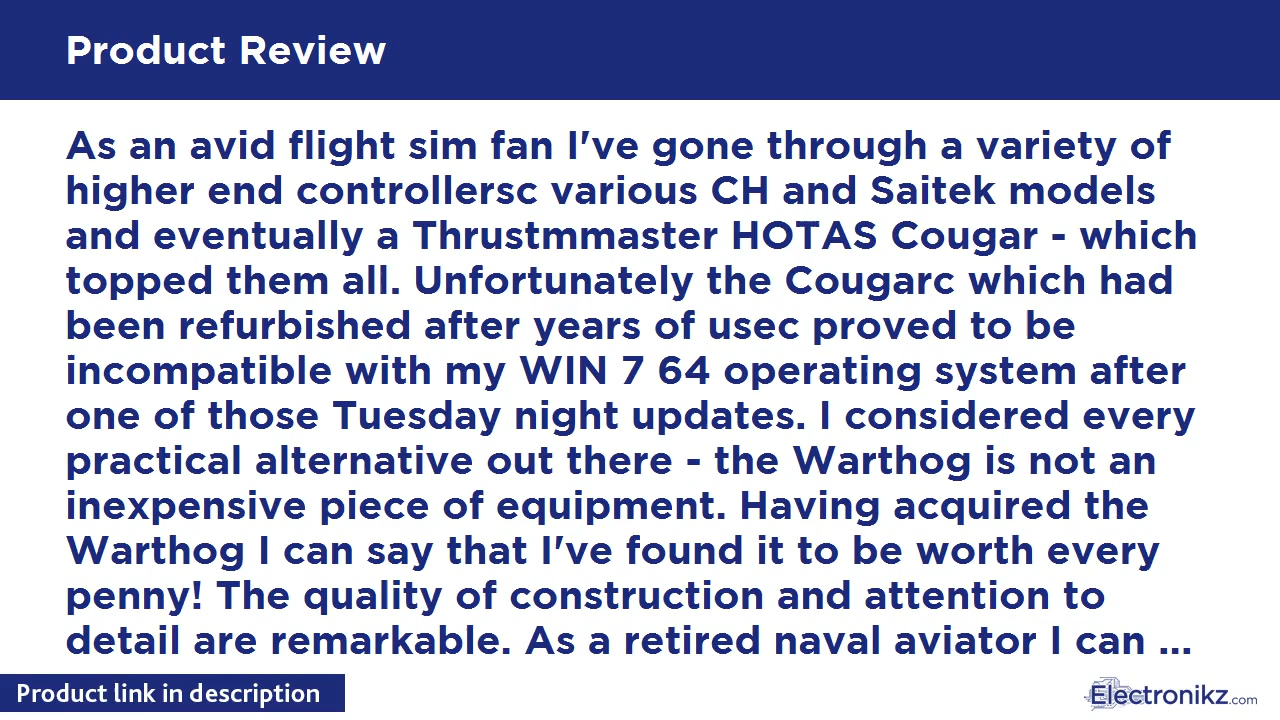 Product Review
As an avid flight sim fan I've gone through a variety of
higher end controllersc various CH and Saitek models
and eventually a Thrustmmaster HOTAS Cougar - which
topped them all. Unfortunately the Cougarc which had
been refurbished after years of usec proved to be
incompatible with my WIN 7 64 operating system after
one of those Tuesday night updates. I considered every
practical alternative out there - the Warthog is not an
inexpensive piece of equipment. Having acquired the
Warthog I can say that I've found it to be worth every
penny! The quality of construction and attention to
detail are remarkable. As a retired naval aviator I can ...
Product link in description
Electronikz.com